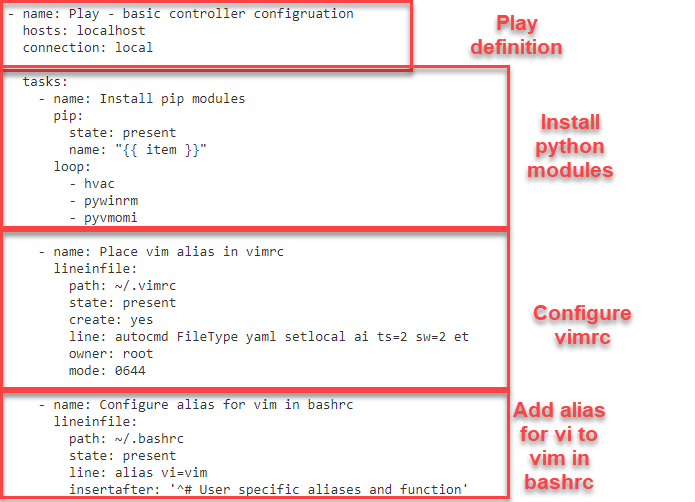 - name: Play - basic controller configruation
hosts: localhost
connection: local
Play
definition
tasks:
- name: Install pip modules
pip:
state: present
name: "{{ item }}"
loop:
- hvac
- pywinrm
- pyvmomi
Install
python
modules
- name: Place vim alias in vimrc
lineinfile:
path: ~/.vimrc
state: present
create: yes
line: autocmd FileType yaml setlocal ai ts=2 sw=2 et
owner: root
mode: 0644
Configure
vimrc
- name: Configure alias for vim in bashrc
lineinfile:
path: ~/.bashrc
state: present
line: alias vi=vim
insertafter: '^# User specific aliases and function'
Add alias
for vi to
vim in
bashrc